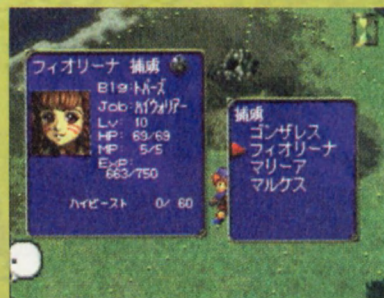 フィオリーナ 捕虜
Big:トパーズ
Job:ハイウォリアー
Lv: 10
HP: 69/69
MP: 5/5
Exp:
663/750
ハイビースト 0/ 60
捕虜
ゴンザレス
フィオリーナ
マリーア
マルケス